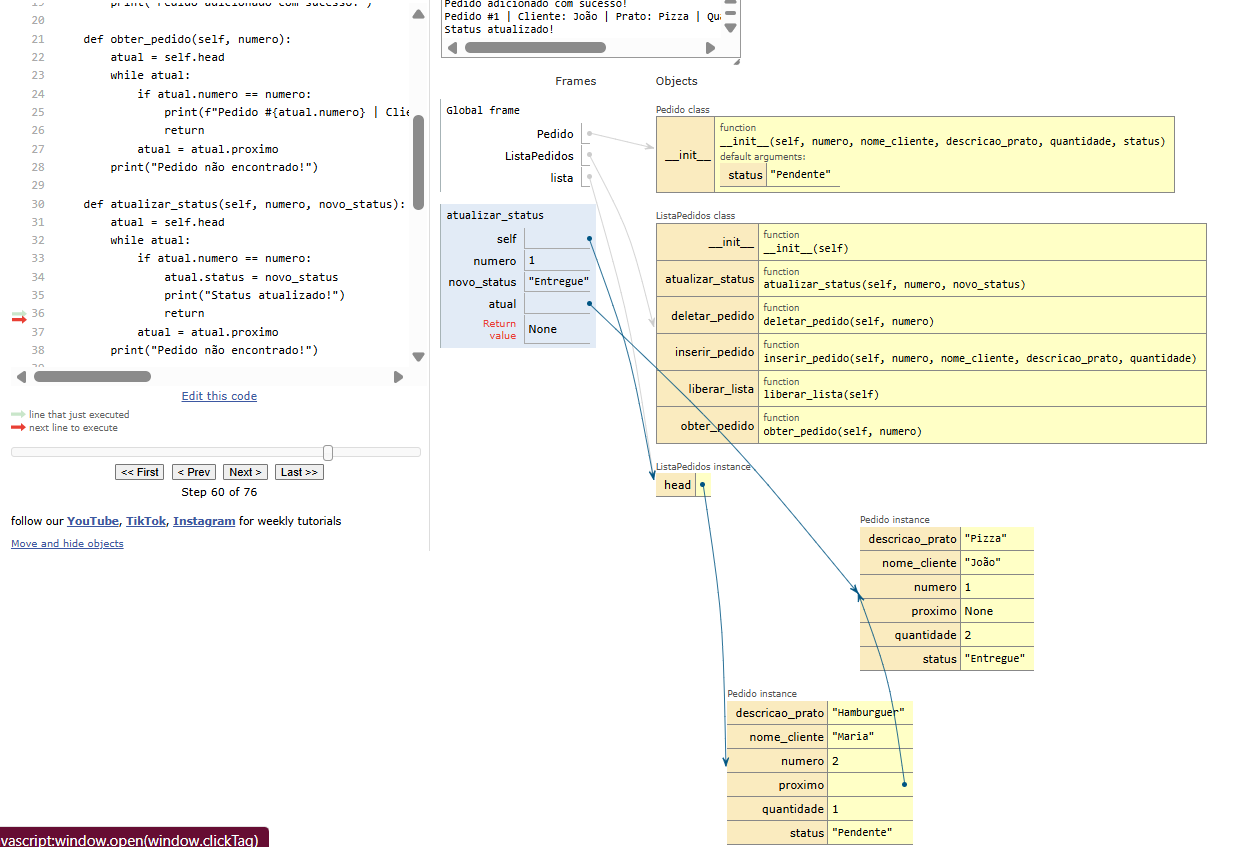 19 print("Pedido adicionado com sucesso!")
20
21 def obter_pedido(self, numero):
22 atual = self.head
23 while atual:
24 if atual.numero == numero:
25 print(f"Pedido #{atual.numero} | Clie
26 return
27 atual = atual.proximo
28 print("Pedido não encontrado!")
29
30 def atualizar_status(self, numero, novo_status):
31 atual = self.head
32 while atual:
33 if atual.numero == numero:
34 atual.status = novo_status
35 print("Status atualizado!")
36 return
37 atual = atual.proximo
38 print("Pedido não encontrado!")
Edit this code
line that just executed
next line to execute
<< First
< Prev
Next >
Last >>
Step 60 of 76
follow our YouTube, TikTok, Instagram for weekly tutorials
Move and hide objects
vascript:window.open(window.clickTag)
Pedido adicionado com sucesso!
Pedido #1 | Cliente: João | Prato: Pizza | Qu
Status atualizado!
Frames
Objects
Global frame
Pedido
ListaPedidos
lista
atualizar_status
self
numero 1
novo_status "Entregue"
atual
Return
value None
Pedido class
__init__
function
__init__(self, numero, nome_cliente, descricao_prato, quantidade, status)
default arguments:
status "Pendente"
ListaPedidos class
__init__
function
__init__(self)
atualizar_status
function
atualizar_status(self, numero, novo_status)
deletar_pedido
function
deletar_pedido(self, numero)
inserir_pedido
function
inserir_pedido(self, numero, nome_cliente, descricao_prato, quantidade)
liberar_lista
function
liberar_lista(self)
obter_pedido
function
obter_pedido(self, numero)
ListaPedidos instance
head
Pedido instance
descricao_prato "Pizza"
nome_cliente "João"
numero 1
proximo None
quantidade 2
status "Entregue"
Pedido instance
descricao_prato "Hamburguer"
nome_cliente "Maria"
numero 2
proximo
quantidade 1
status "Pendente"